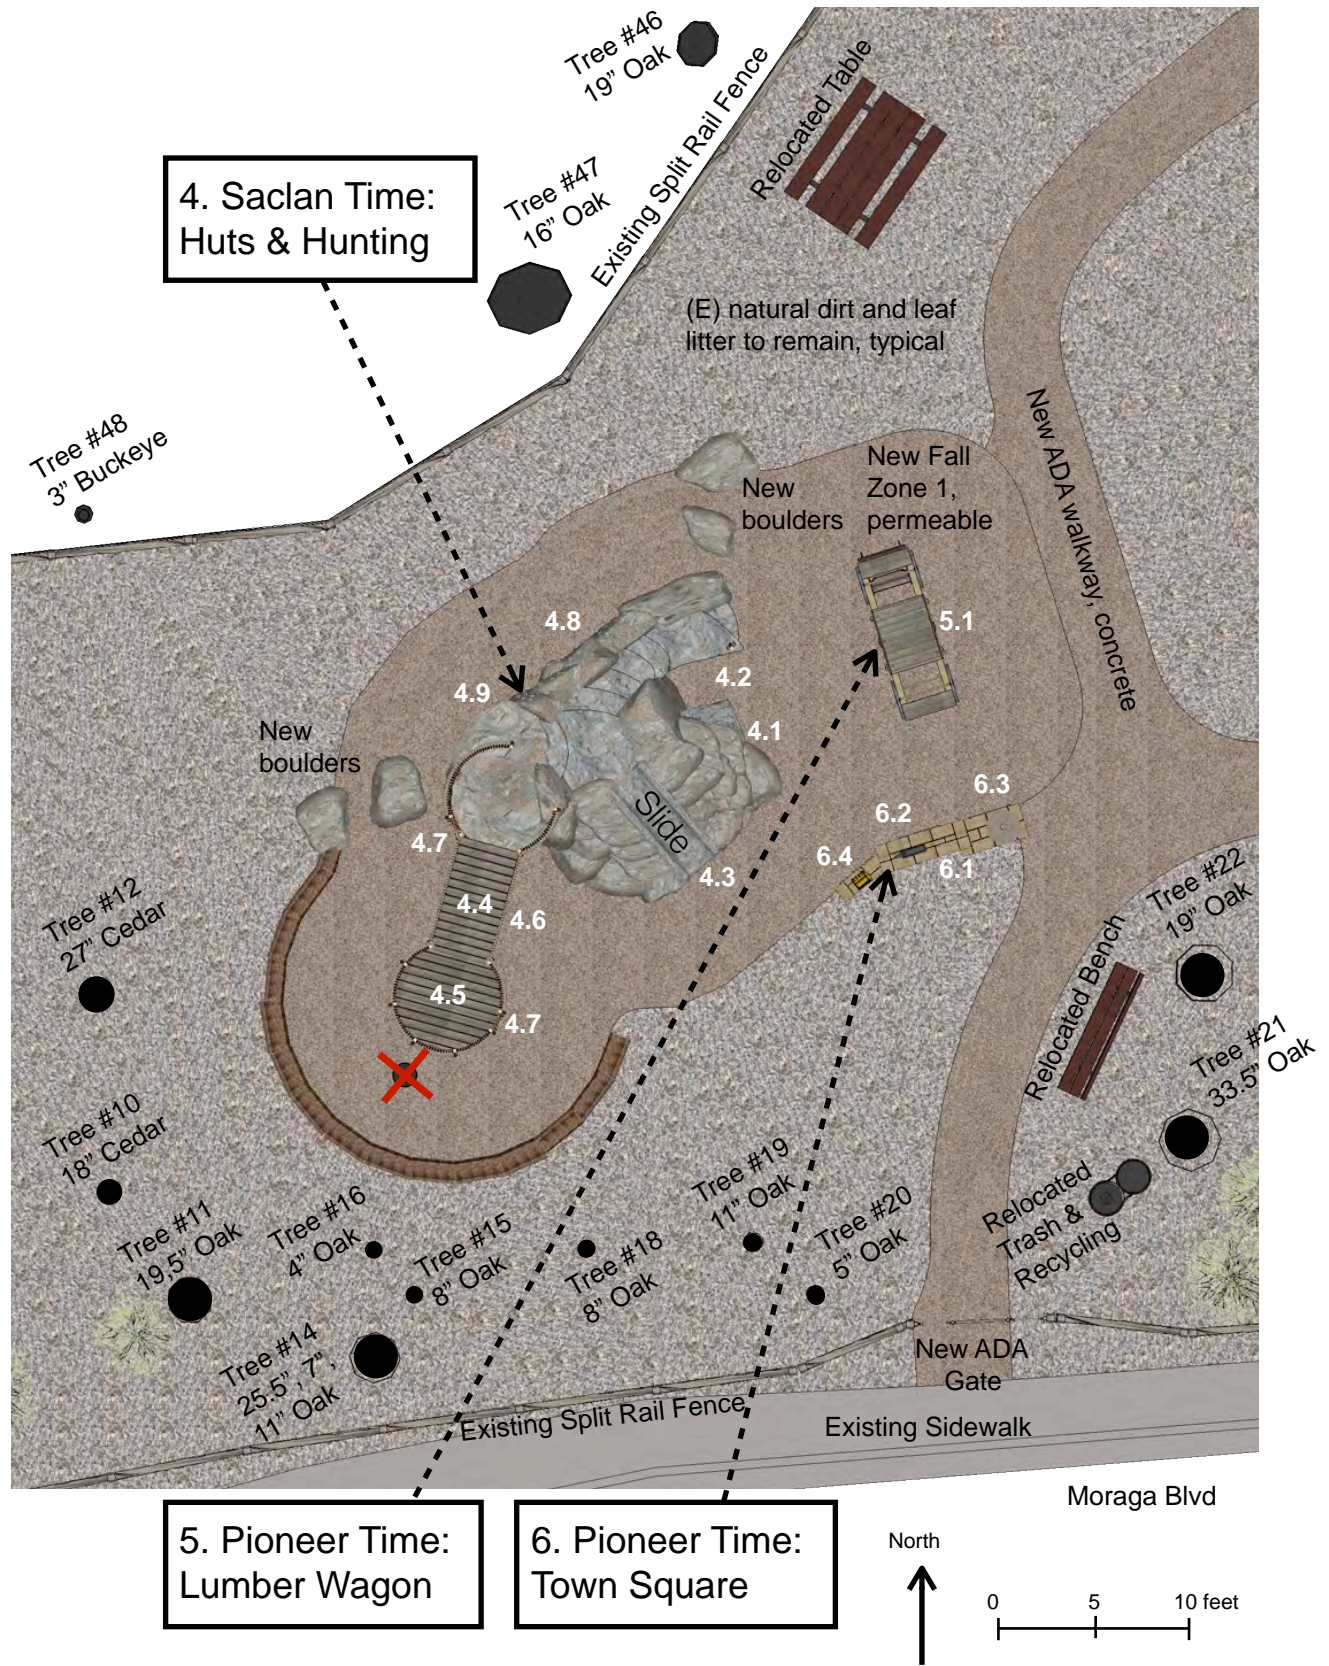 Tree #46
19" Oak
Existing Split Rail Fence
Relocated Table
4. Saclan Time:
Huts & Hunting
Tree #47
16" Oak
(E) natural dirt and leaf
litter to remain, typical
Tree #48
3" Buckeye
New ADA walkway, concrete
New
boulders
New Fall
Zone 1,
permeable
4.8
5.1
4.9
4.2
4.1
New
boulders
Slide
6.3
6.2
4.7
6.4
6.1
4.3
4.4
4.6
4.5
4.7
Tree #12
27" Cedar
Tree #22
19" Oak
Relocated Bench
Tree #21
33.5" Oak
Tree #10
18" Cedar
Tree #11
19,5" Oak
Tree #16
4" Oak
Tree #15
8" Oak
Tree #18
8" Oak
Tree #19
11" Oak
Tree #20
5" Oak
Relocated
Trash &
Recycling
Tree #14
25.5", 7",
11" Oak
New ADA
Gate
Existing Split Rail Fence
Existing Sidewalk
Moraga Blvd
5. Pioneer Time:
Lumber Wagon
6. Pioneer Time:
Town Square
North
0 5 10 feet